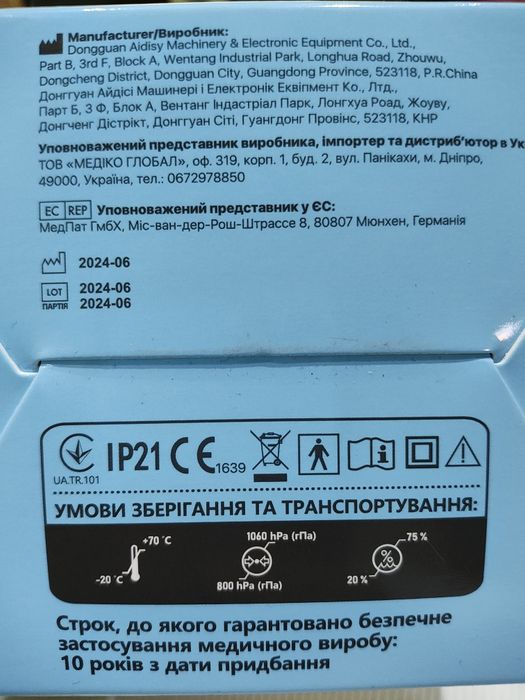 Manufacturer/Виробник:
Dongguan Aidisy Machinery & Electronic Equipment Co., Ltd.,
Part B, 3rd F, Block A, Wentang Industrial Park, Longhua Road, Zhouwu,
Dongcheng District, Dongguan City, Guangdong Province, 523118, P.R.China
Донггуан Айдісі Машинері і Електронік Еквіпмент Ко., Лтд.,
Парт Б, 3 Ф, Блок А, Вентанг Індастріал Парк, Лонгхуа Роад, Жоуву,
Донгченг Дістрікт, Донггуан Сіті, Гуангдонг Провінс, 523118, КНР
Уповноважений представник виробника, імпортер та дистриб’ютор в Ук
ТОВ «МЕДІКО ГЛОБАЛ», оф. 319, корп. 1, буд. 2, вул. Панікахи, м. Дніпро,
49000, Україна, тел.: 0672978850
EC REP Уповноважений представник у ЄС:
МедПат ГмбХ, Міс-ван-дер-Рош-Штрассе 8, 80807 Мюнхен, Германія
2024-06
LOT 2024-06
ПАРТІЯ 2024-06
IP21 CE 1639
UA.TR.101
УМОВИ ЗБЕРІГАННЯ ТА ТРАНСПОРТУВАННЯ:
+70 °C 1060 hPa (гПа) 75 %
-20 °C 800 hPa (гПа) 20 %
Строк, до якого гарантовано безпечне
застосування медичного виробу:
10 років з дати придбання